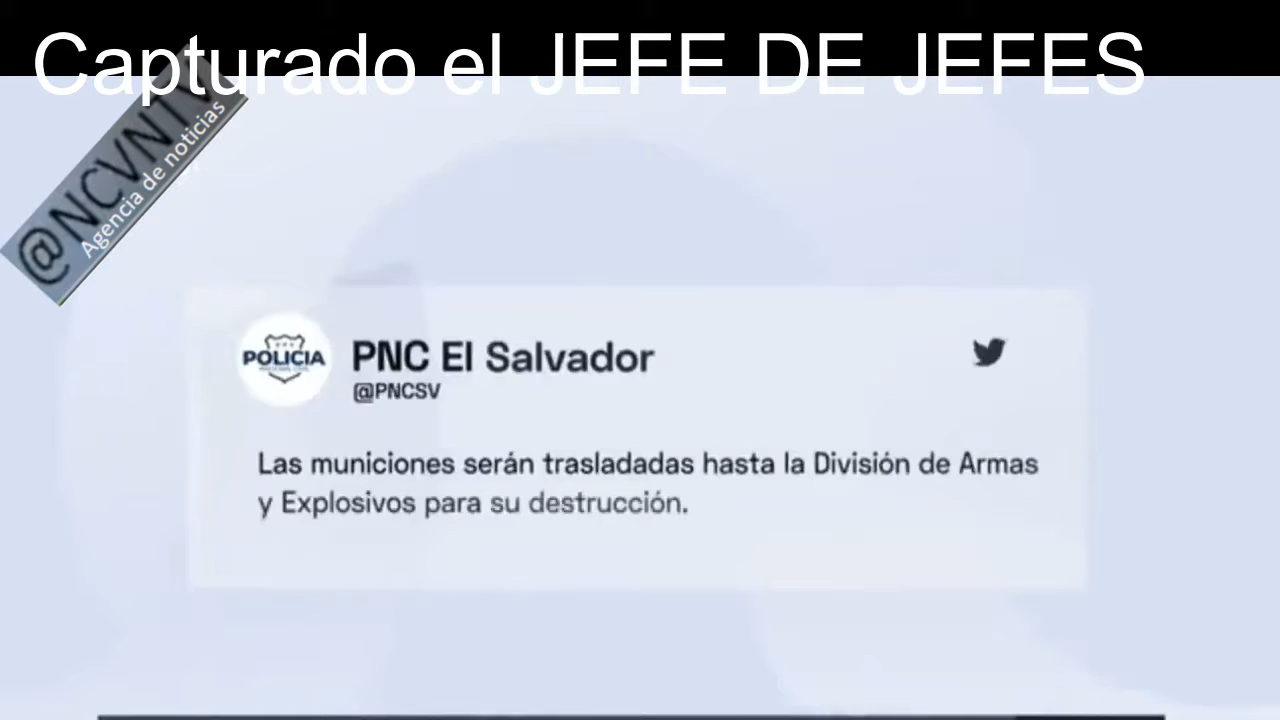 Capturado el JEFE DE JEFES
@NCVNTV
Agencia de noticias
POLICIA
PNC El Salvador
@PNCSV
Las municiones serán trasladadas hasta la División de Armas
y Explosivos para su destrucción.